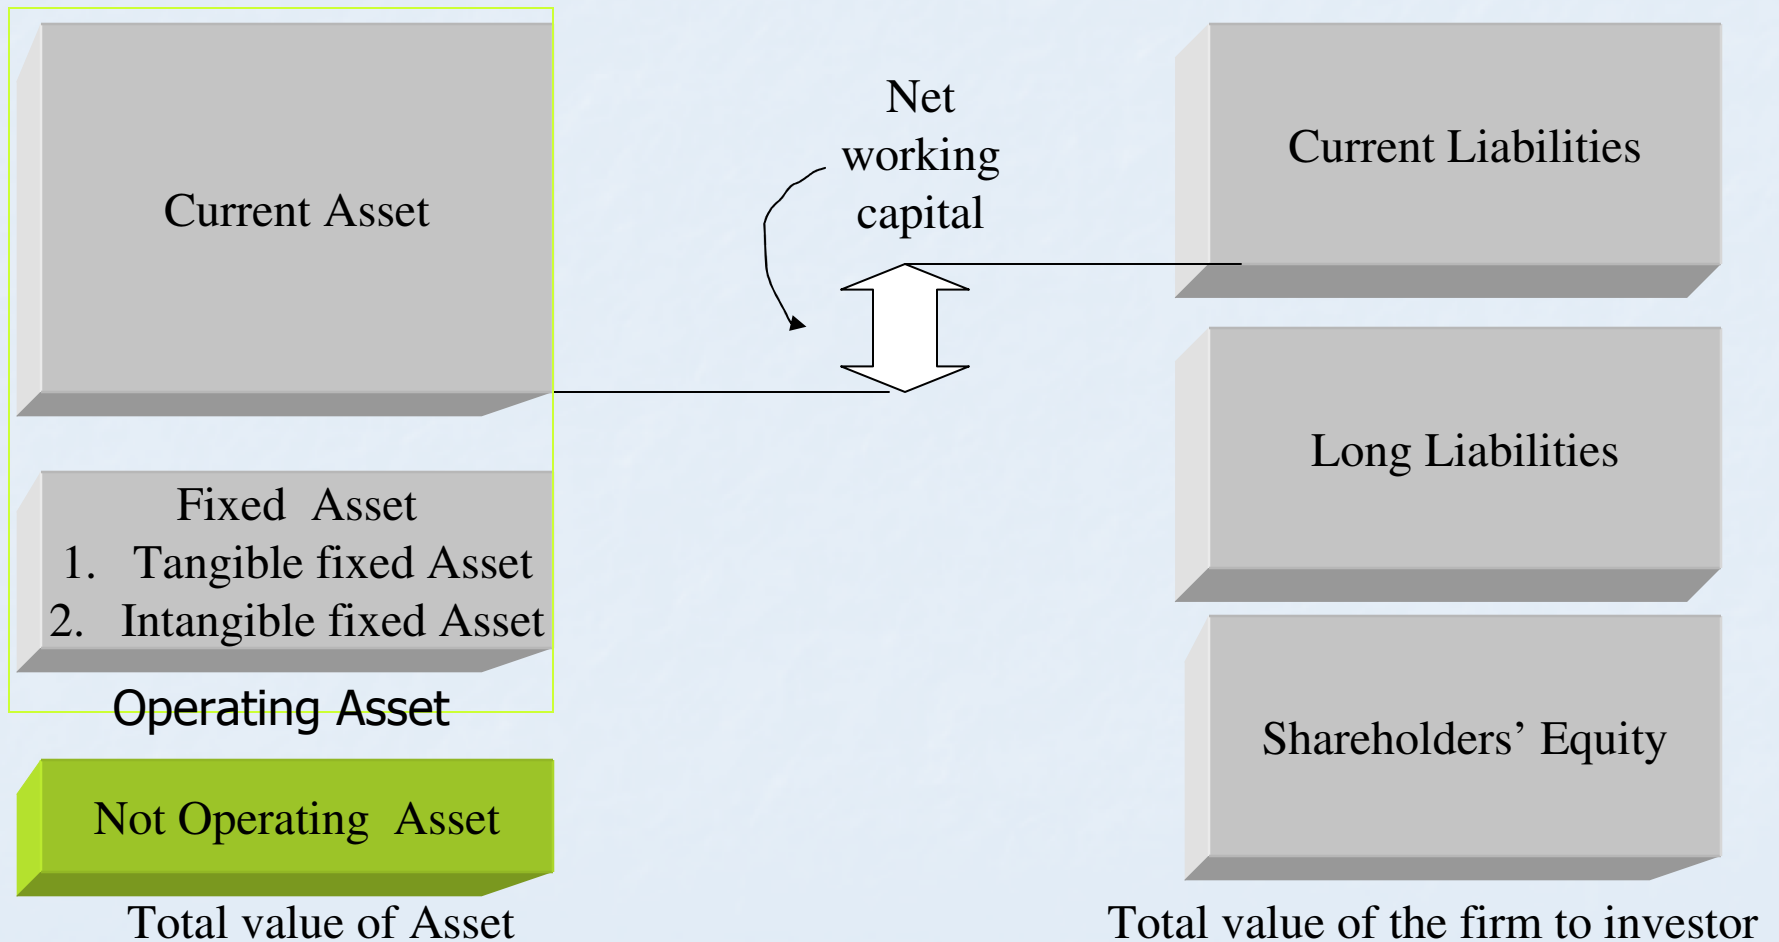 Current Asset
Fixed Asset
1. Tangible fixed Asset
2. Intangible fixed Asset
Operating Asset
Not Operating Asset
Total value of Asset
Net
working
capital
Current Liabilities
Long Liabilities
Shareholders’ Equity
Total value of the firm to investor